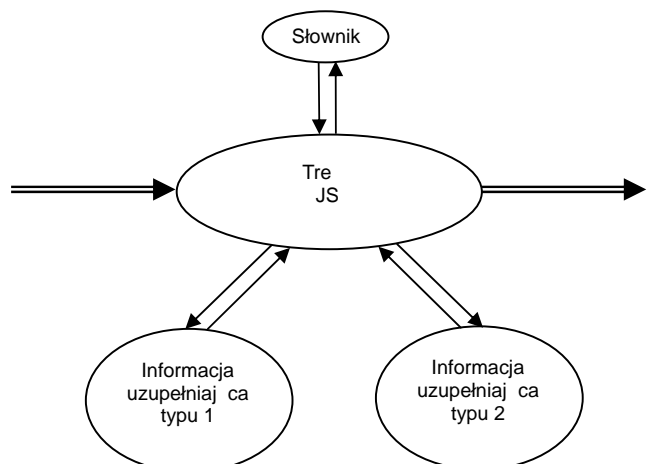 Słownik
Tre
JS
Informacja
uzupełniaj ca
typu 1
Informacja
uzupełniaj ca
typu 2